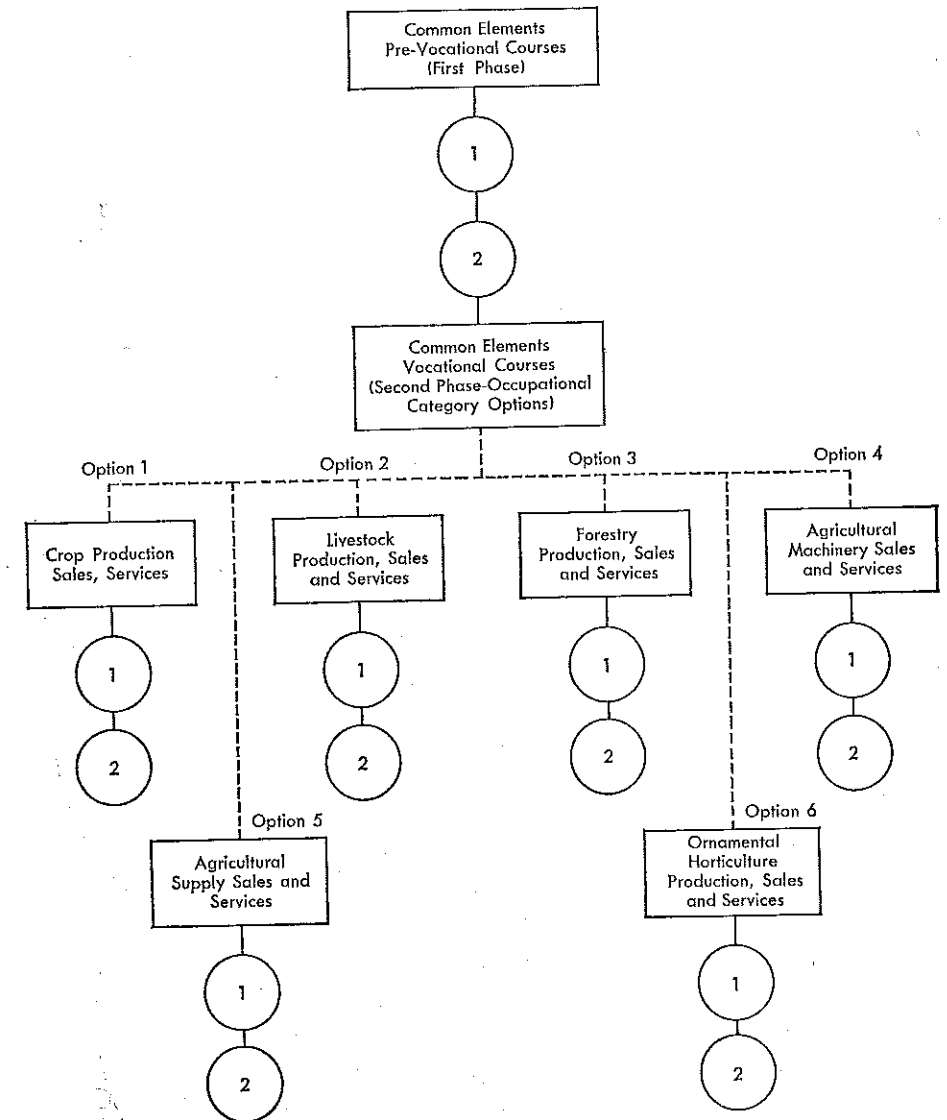 Common Elements
Pre-Vocational Courses
(First Phase)
1
2
Common Elements
Vocational Courses
(Second Phase-Occupational
Category Options)
Option 1
Option 2
Option 3
Option 4
Crop Production
Sales, Services
1
2
Livestock
Production, Sales
and Services
1
2
Forestry
Production, Sales
and Services
1
2
Agricultural
Machinery Sales
and Services
1
2
Option 5
Agricultural
Supply Sales and
Services
1
2
Option 6
Ornamental
Horticulture
Production, Sales
and Services
1
2